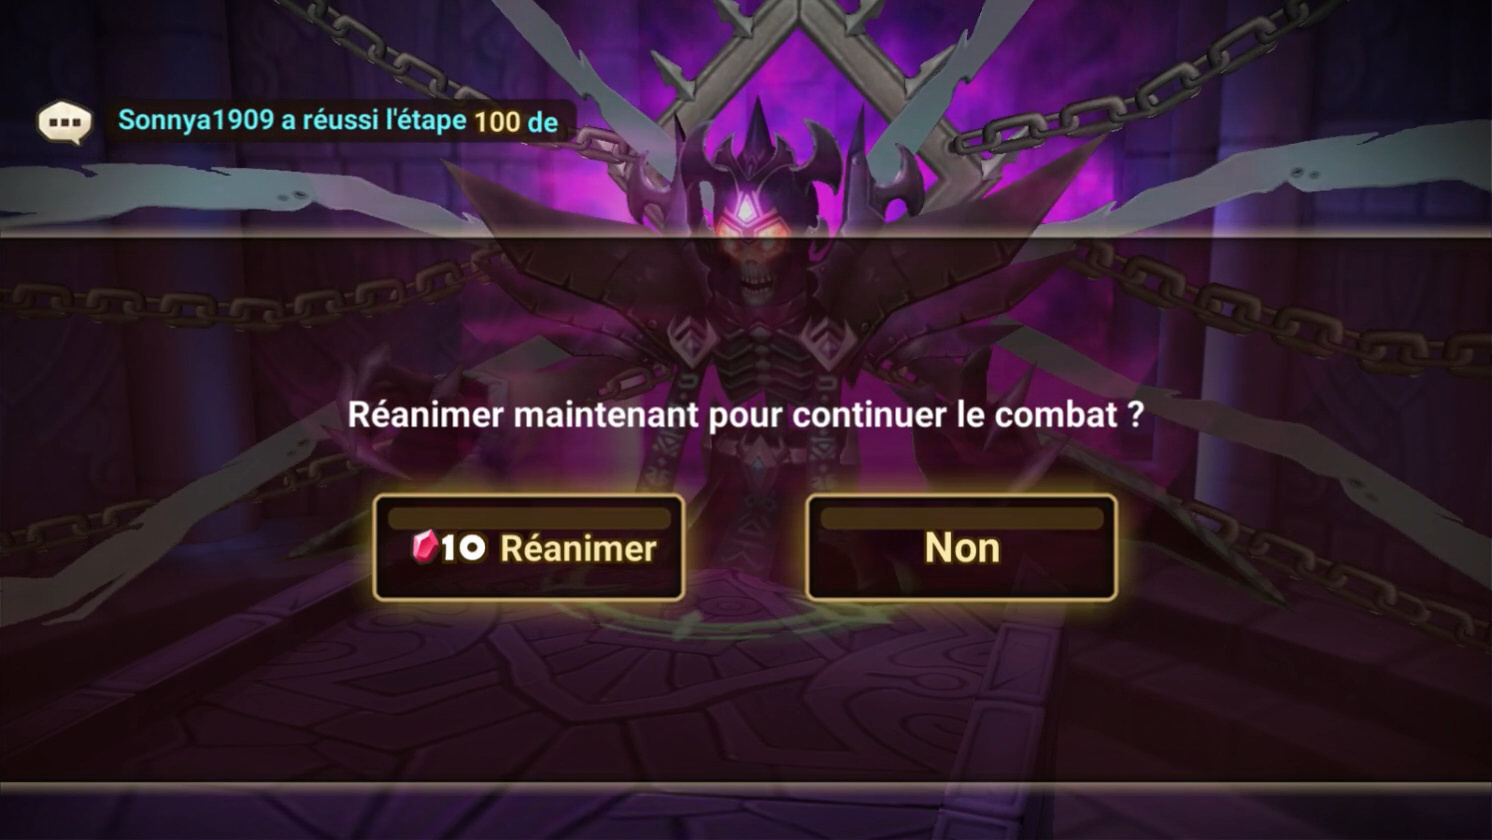 Sonnya1909 a réussi l'étape 100 de
Réanimer maintenant pour continuer le combat ?
10 Réanimer
Non